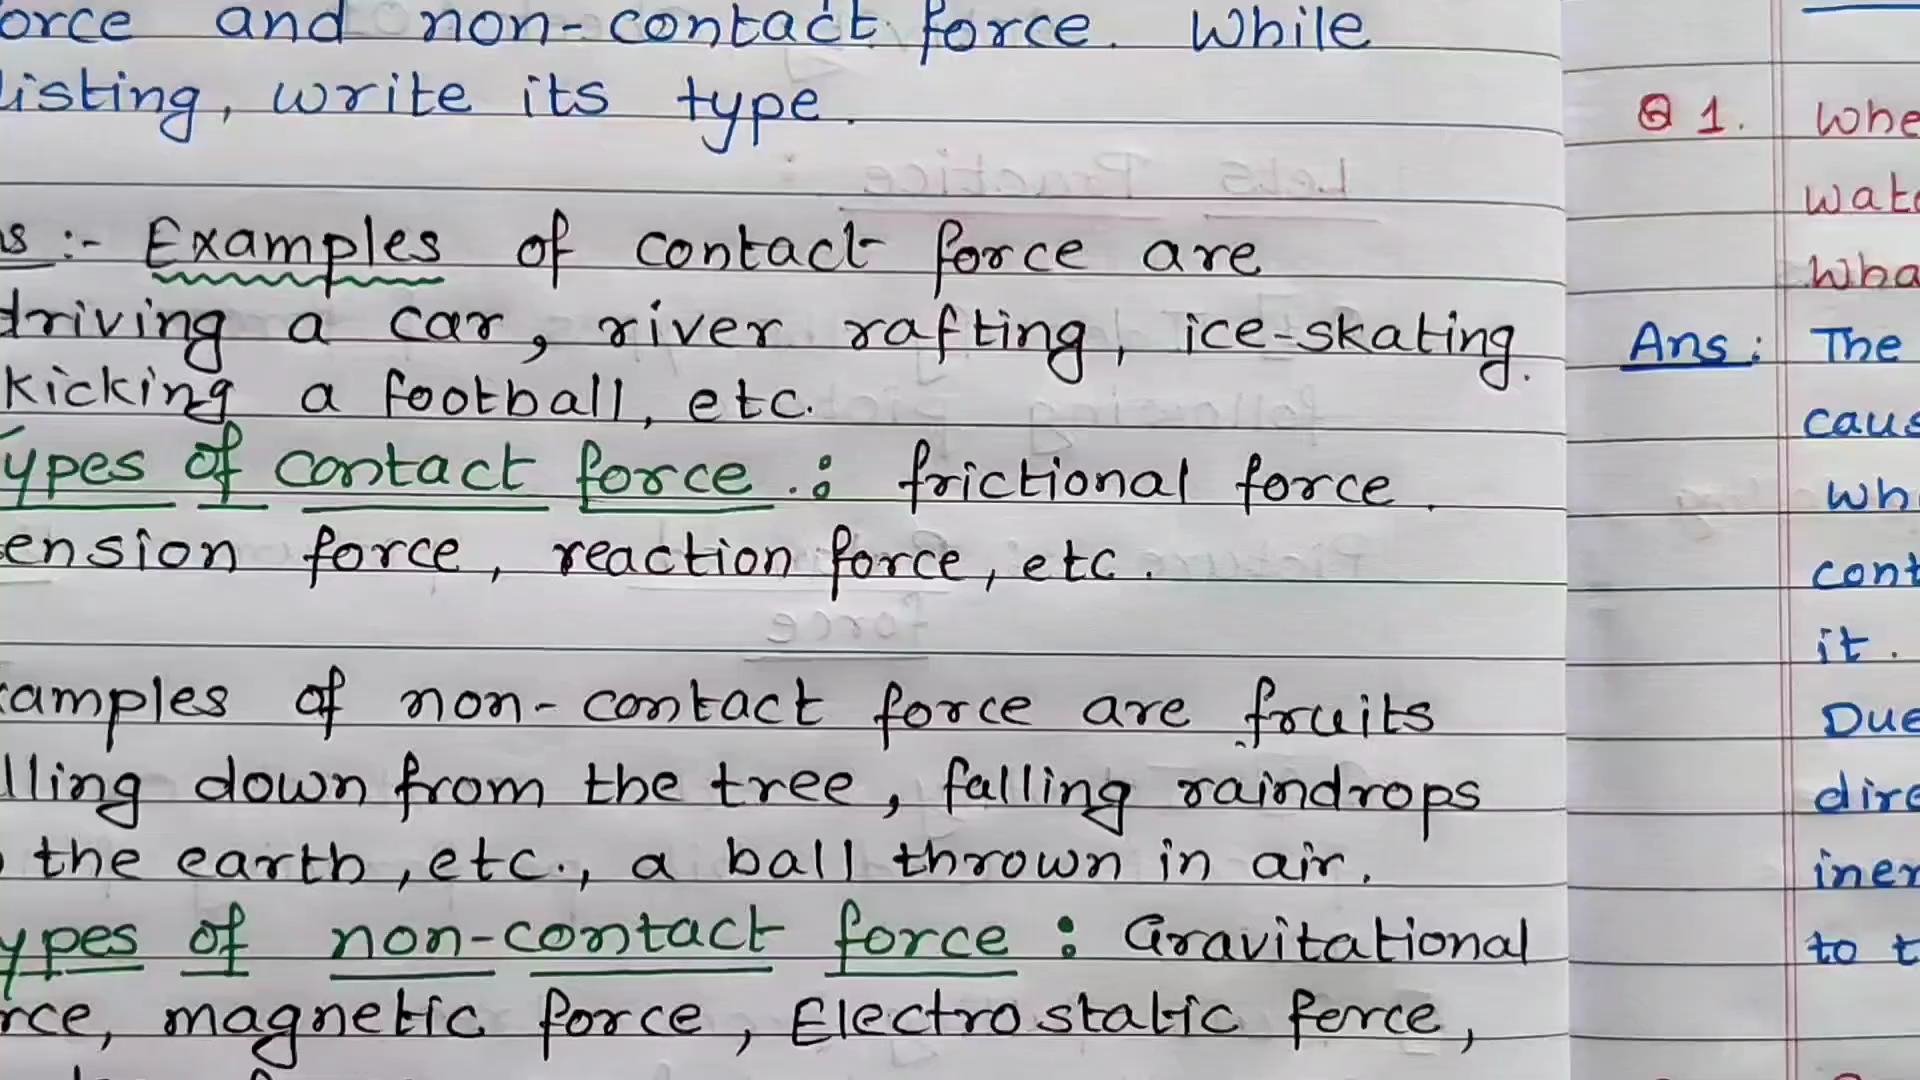 orce and non-contact force. While
listing, write its type.
s :- Examples of contact force are
driving a car, river rafting, ice-skating.
kicking a football, etc.
Types of contact force .: frictional force.
ension force, reaction force, etc.
amples of non-contact force are fruits
lling down from the tree, falling raindrops
the earth, etc., a ball thrown in air.
ypes of non-contact force : Gravitational
rce, magnetic force, Electrostatic force,
Q 1. Whe
wate
Wha
Ans : The
caus
whi
cont
it.
Due
dire
iner
to t